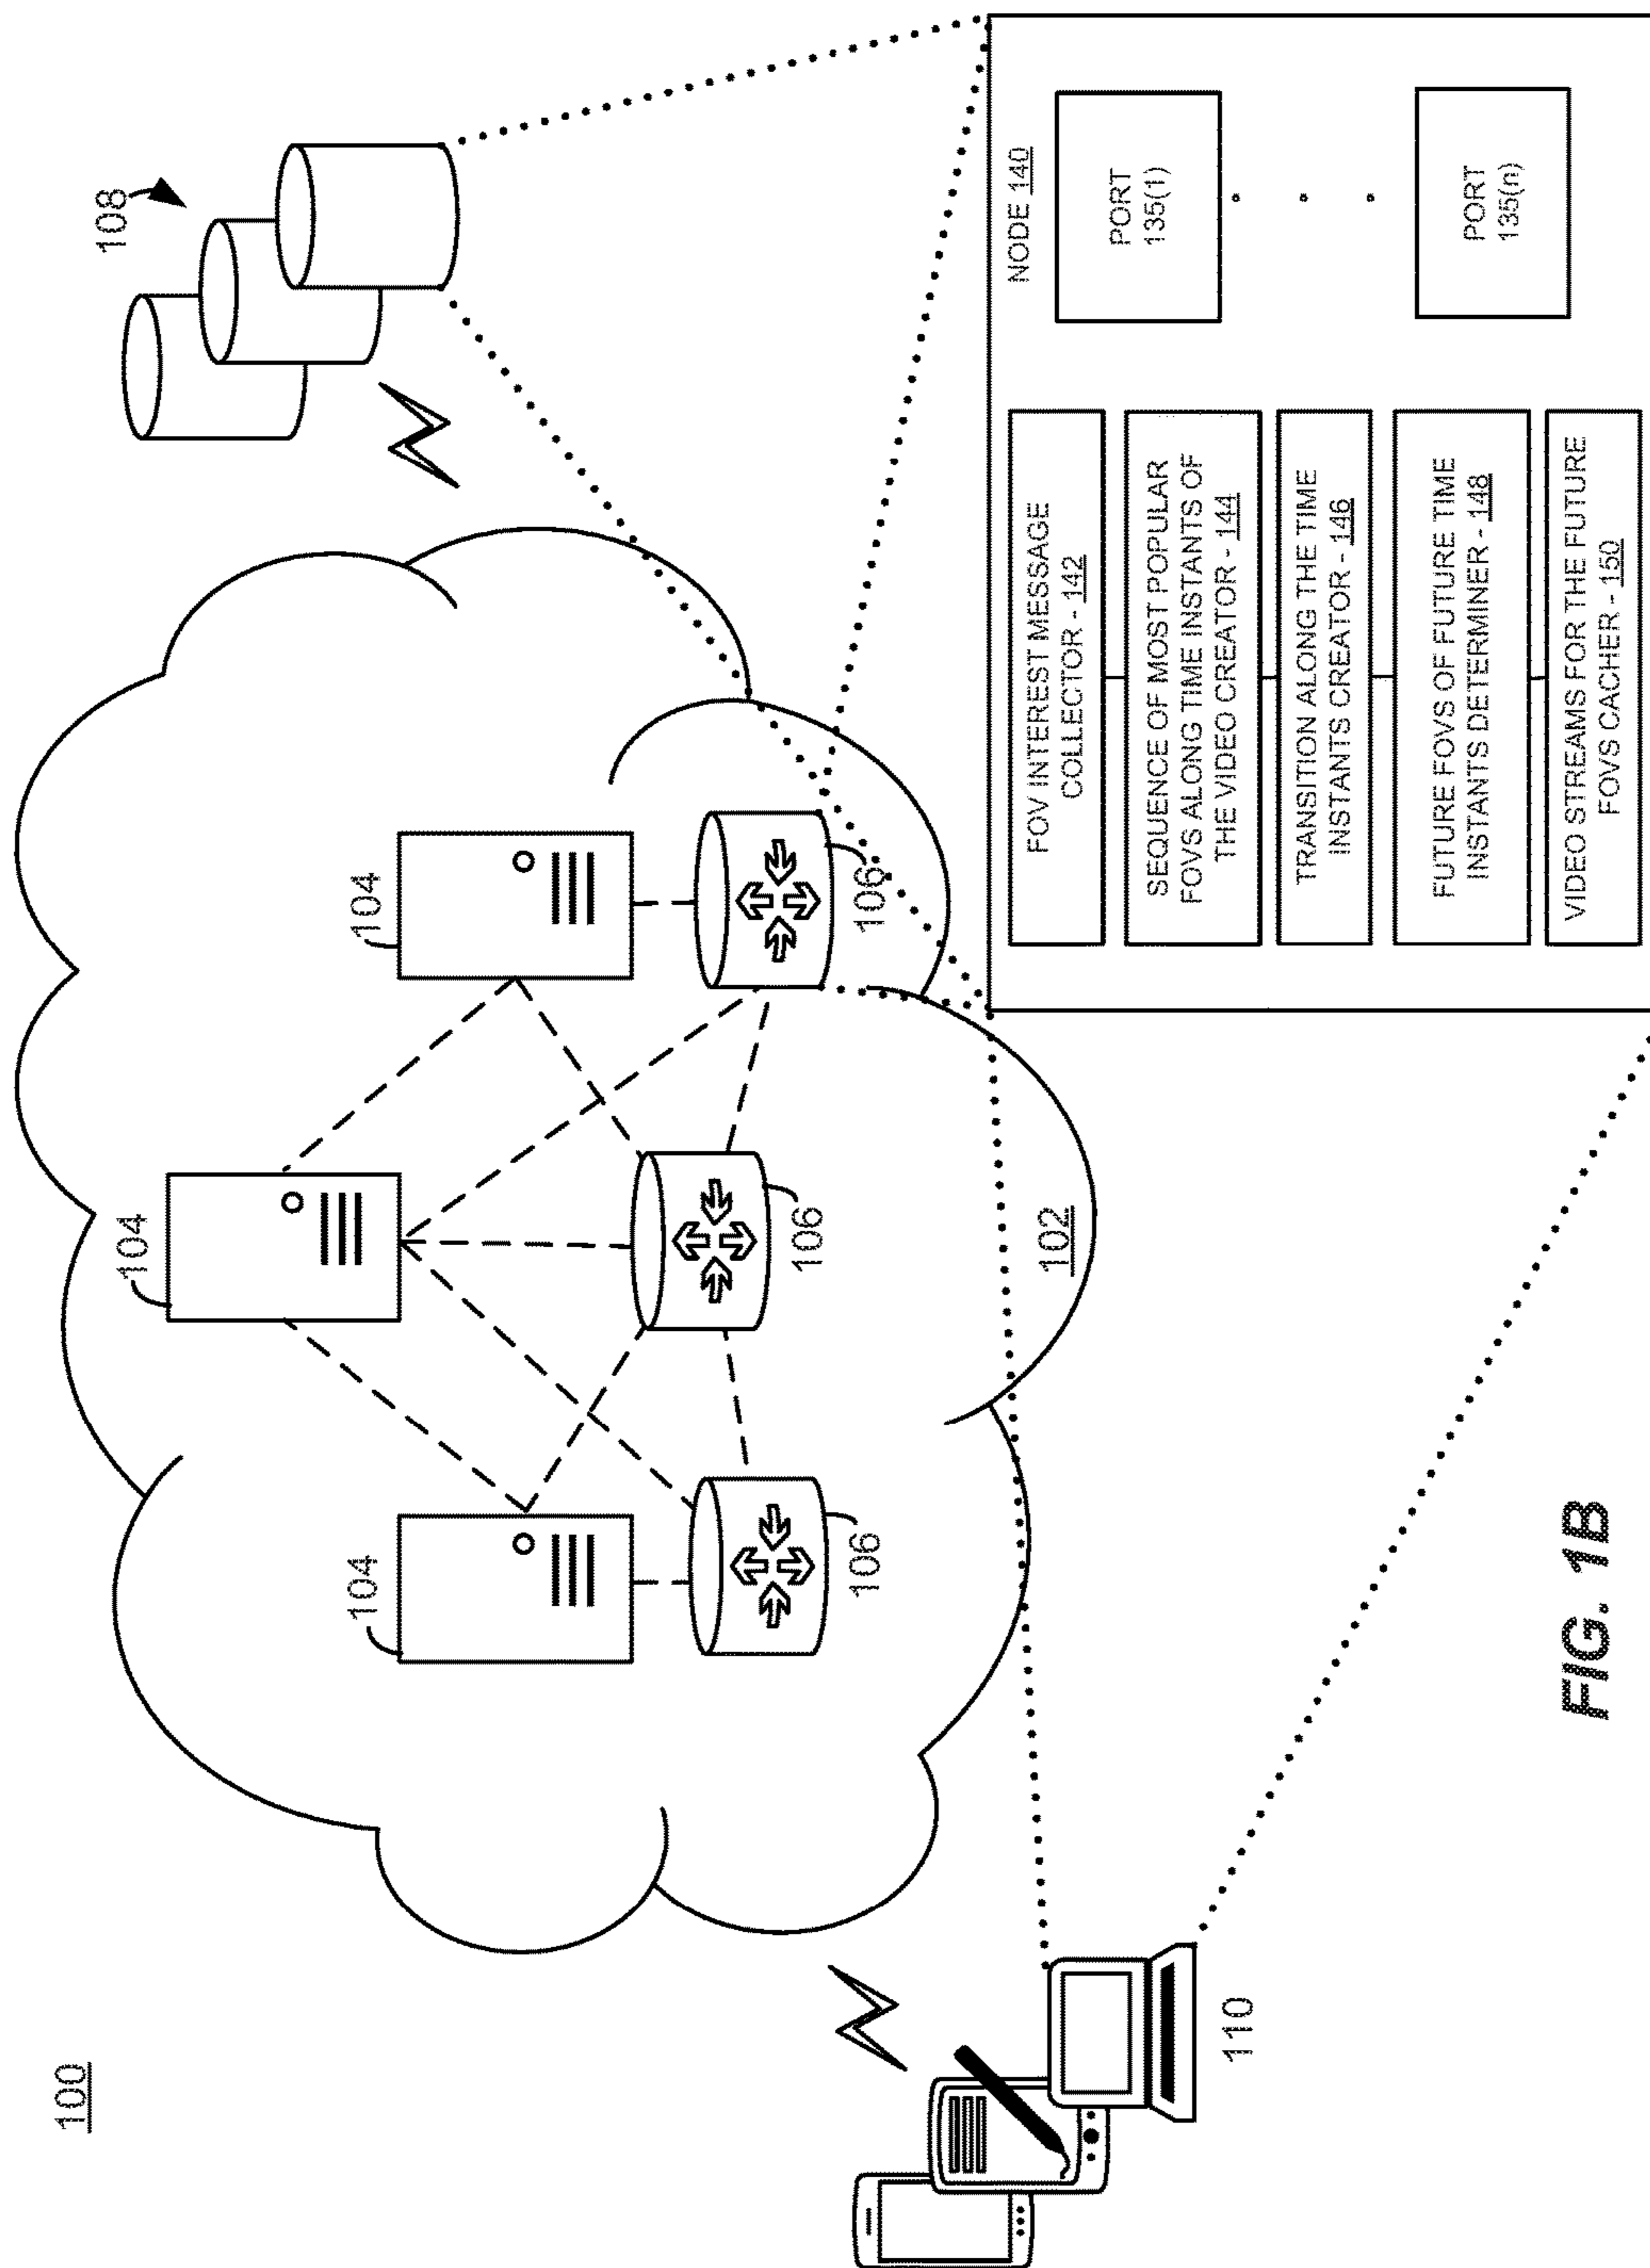 100
108
104
104
104
106
106
106
102
110
NODE 140
FOV INTEREST MESSAGE
COLLECTOR - 142
SEQUENCE OF MOST POPULAR
FOVS ALONG TIME INSTANTS OF
THE VIDEO CREATOR - 144
TRANSITION ALONG THE TIME
INSTANTS CREATOR - 146
FUTURE FOVS OF FUTURE TIME
INSTANTS DETERMINER - 148
VIDEO STREAMS FOR THE FUTURE
FOVS CACHER - 150
PORT
135(1)
PORT
135(n)
FIG. 1B